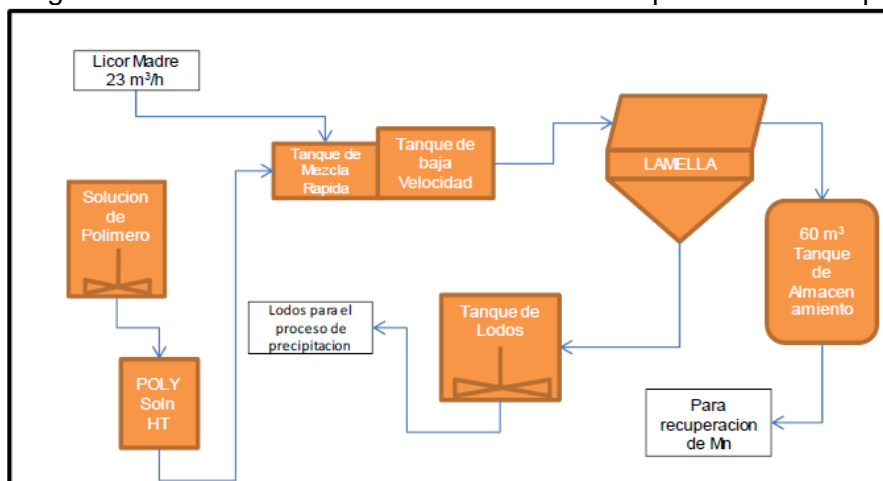 Licor Madre
23 m³/h
Tanque de
Mezcla
Rapida
Tanque de
baja
Velocidad
LAMELLA
Solucion
de
Polimero
60 m³
Tanque
de
Almacen
amiento
Lodos para el
proceso de
precipitacion
Tanque de
Lodos
POLY
Soln
HT
Para
recuperacion
de Mn